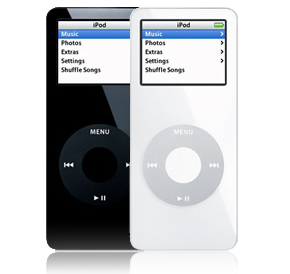 iPod
Music
Photos
Extras
Settings
Shuffle Songs
MENU
iPod
Music
Photos
Extras
Settings
Shuffle Songs
MENU